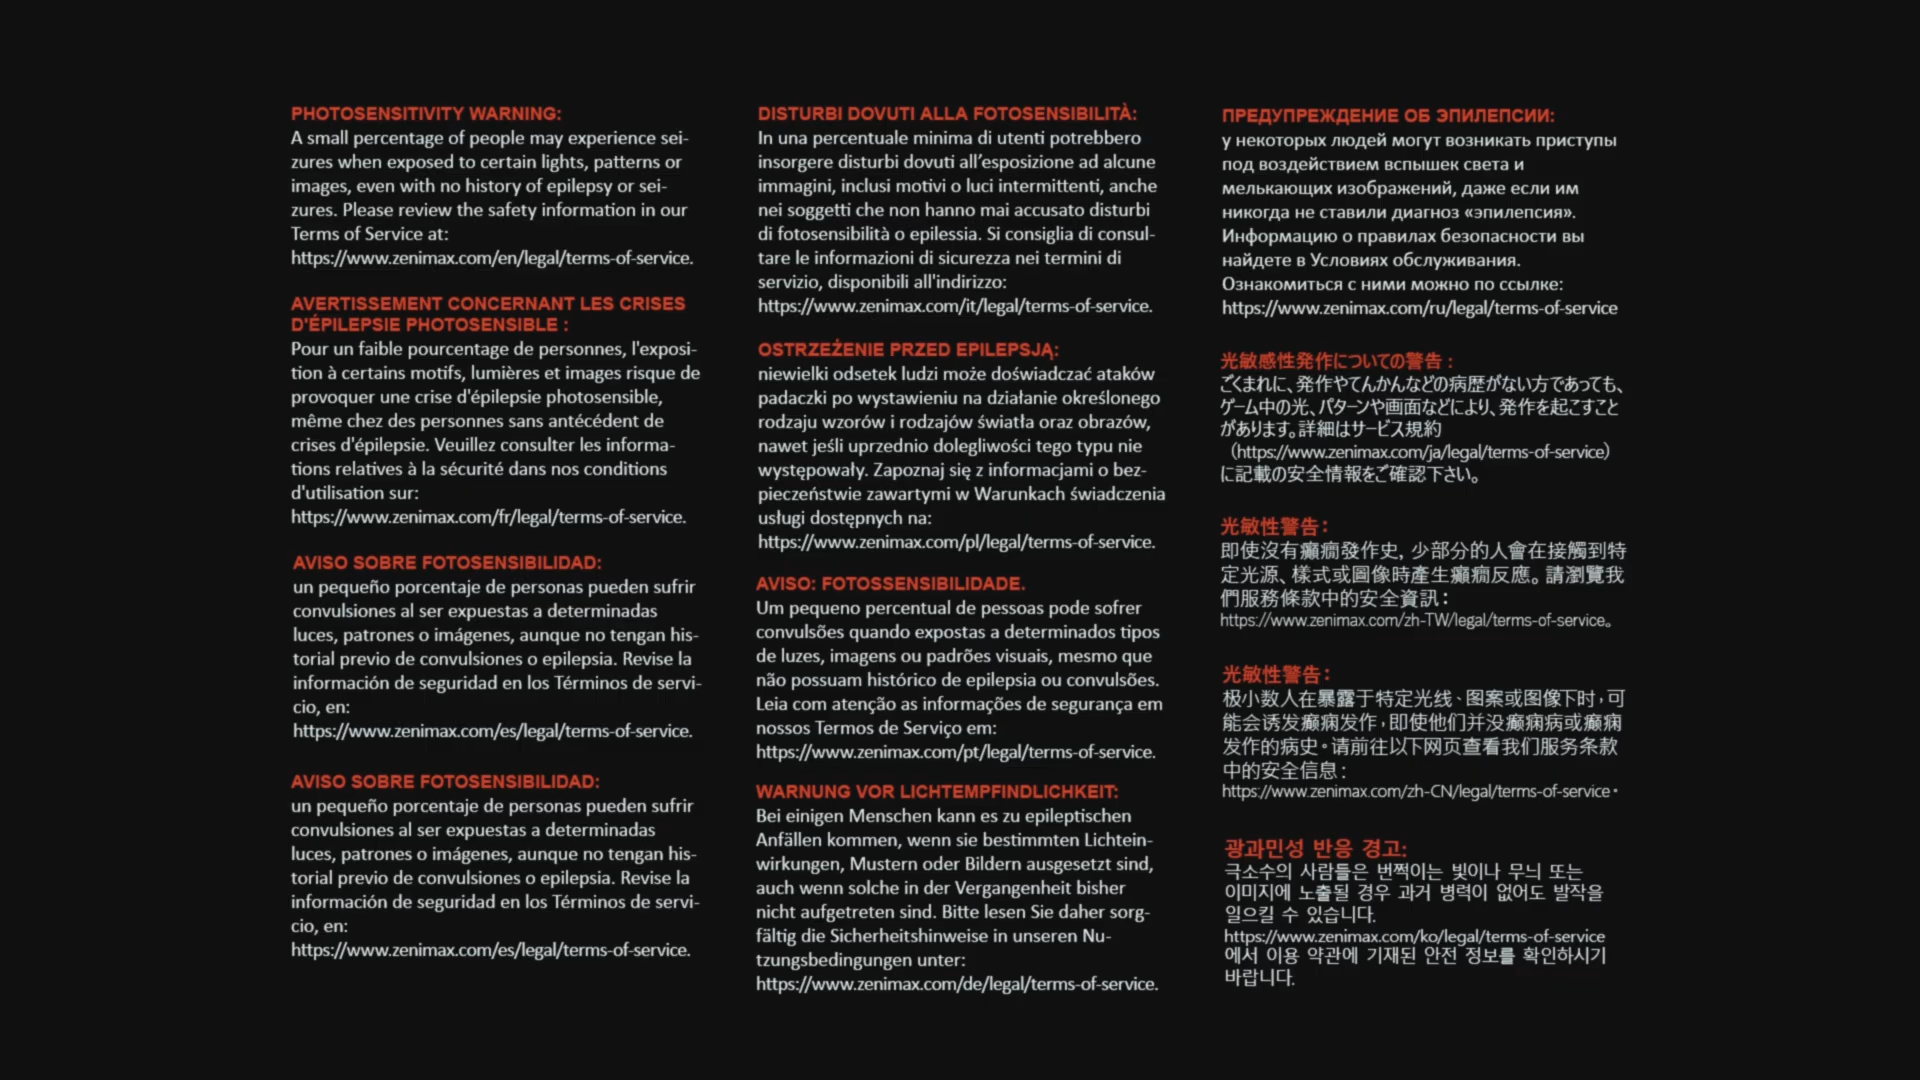 PHOTOSENSITIVITY WARNING:
A small percentage of people may experience sei-
zures when exposed to certain lights, patterns or
images, even with no history of epilepsy or sei-
zures. Please review the safety information in our
Terms of Service at:
https://www.zenimax.com/en/legal/terms-of-service.
AVERTISSEMENT CONCERNANT LES CRISES
D'ÉPILEPSIE PHOTOSENSIBLE :
Pour un faible pourcentage de personnes, l'exposi-
tion à certains motifs, lumières et images risque de
provoquer une crise d'épilepsie photosensible,
même chez des personnes sans antécédent de
crises d'épilepsie. Veuillez consulter les informa-
tions relatives à la sécurité dans nos conditions
d'utilisation sur:
https://www.zenimax.com/fr/legal/terms-of-service.
AVISO SOBRE FOTOSENSIBILIDAD:
un pequeño porcentaje de personas pueden sufrir
convulsiones al ser expuestas a determinadas
luces, patrones o imágenes, aunque no tengan his-
torial previo de convulsiones o epilepsia. Revise la
información de seguridad en los Términos de servi-
cio, en:
https://www.zenimax.com/es/legal/terms-of-service.
AVISO SOBRE FOTOSENSIBILIDAD:
un pequeño porcentaje de personas pueden sufrir
convulsiones al ser expuestas a determinadas
luces, patrones o imágenes, aunque no tengan his-
torial previo de convulsiones o epilepsia. Revise la
información de seguridad en los Términos de servi-
cio, en:
https://www.zenimax.com/es/legal/terms-of-service.
DISTURBI DOVUTI ALLA FOTOSENSIBILITÀ:
In una percentuale minima di utenti potrebbero
insorgere disturbi dovuti all’esposizione ad alcune
immagini, inclusi motivi o luci intermittenti, anche
nei soggetti che non hanno mai accusato disturbi
di fotosensibilità o epilessia. Si consiglia di consul-
tare le informazioni di sicurezza nei termini di
servizio, disponibili all'indirizzo:
https://www.zenimax.com/it/legal/terms-of-service.
OSTRZEŻENIE PRZED EPILEPSJĄ:
niewielki odsetek ludzi może doświadczać ataków
padaczki po wystawieniu na działanie określonego
rodzaju wzorów i rodzajów światła oraz obrazów,
nawet jeśli uprzednio dolegliwości tego typu nie
występowały. Zapoznaj się z informacjami o bez-
pieczeństwie zawartymi w Warunkach świadczenia
usługi dostępnych na:
https://www.zenimax.com/pl/legal/terms-of-service.
AVISO: FOTOSSENSIBILIDADE.
Um pequeno percentual de pessoas pode sofrer
convulsões quando expostas a determinados tipos
de luzes, imagens ou padrões visuais, mesmo que
não possuam histórico de epilepsia ou convulsões.
Leia com atenção as informações de segurança em
nossos Termos de Serviço em:
https://www.zenimax.com/pt/legal/terms-of-service.
WARNUNG VOR LICHTEMPFINDLICHKEIT:
Bei einigen Menschen kann es zu epileptischen
Anfällen kommen, wenn sie bestimmten Lichtein-
wirkungen, Mustern oder Bildern ausgesetzt sind,
auch wenn solche in der Vergangenheit bisher
nicht aufgetreten sind. Bitte lesen Sie daher sorg-
fältig die Sicherheitshinweise in unseren Nu-
tzungsbedingungen unter:
https://www.zenimax.com/de/legal/terms-of-service.
ПРЕДУПРЕЖДЕНИЕ ОБ ЭПИЛЕПСИИ:
у некоторых людей могут возникать приступы
под воздействием вспышек света и
мелькающих изображений, даже если им
никогда не ставили диагноз «эпилепсия».
Информацию о правилах безопасности вы
найдете в Условиях обслуживания.
Ознакомиться с ними можно по ссылке:
https://www.zenimax.com/ru/legal/terms-of-service
光敏感性発作についての警告：
ごくまれに、発作やてんかんなどの病歴がない方であっても、
ゲーム中の光、パターンや画面などにより、発作を起こすこと
があります。詳細はサービス規約
（https://www.zenimax.com/ja/legal/terms-of-service）
に記載の安全情報をご確認下さい。
光敏性警告：
即使沒有癲癇發作史，少部分的人會在接觸到特
定光源、樣式或圖像時產生癲癇反應。請瀏覽我
們服務條款中的安全資訊：
https://www.zenimax.com/zh-TW/legal/terms-of-service。
光敏性警告：
极小数人在暴露于特定光线、图案或图像下时，可
能会诱发癫痫发作，即使他们并没癫痫病或癫痫
发作的病史。请前往以下网页查看我们服务条款
中的安全信息：
https://www.zenimax.com/zh-CN/legal/terms-of-service。
광과민성 반응 경고:
극소수의 사람들은 번쩍이는 빛이나 무늬 또는
이미지에 노출될 경우 과거 병력이 없어도 발작을
일으킬 수 있습니다.
https://www.zenimax.com/ko/legal/terms-of-service
에서 이용 약관에 기재된 안전 정보를 확인하시기
바랍니다.